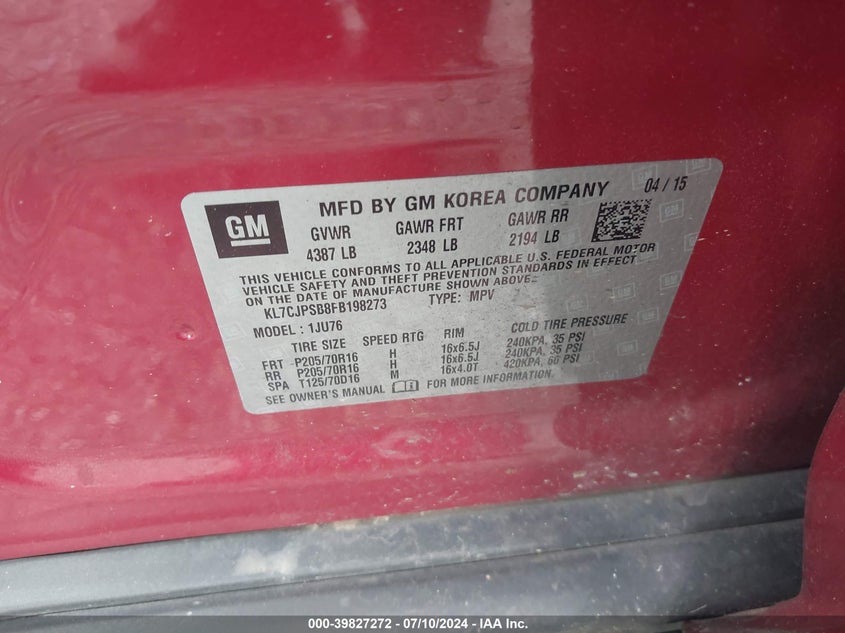 GM
MFD BY GM KOREA COMPANY 04 / 15
GVWR GAWR FRT GAWR RR
4387 LB 2348 LB 2194 LB
THIS VEHICLE CONFORMS TO ALL APPLICABLE U.S. FEDERAL MOTOR
VEHICLE SAFETY AND THEFT PREVENTION STANDARDS IN EFFECT
ON THE DATE OF MANUFACTURE SHOWN ABOVE.
KL7CJPSB8FB198273 TYPE: MPV
MODEL : 1JU76
TIRE SIZE SPEED RTG RIM COLD TIRE PRESSURE
FRT P205/70R16 H 16x6.5J 240KPA, 35 PSI
RR P205/70R16 H 16x6.5J 240KPA, 35 PSI
SPA T125/70D16 M 16x4.0T 420KPA, 60 PSI
SEE OWNER'S MANUAL FOR MORE INFORMATION.
000-39827272 / 07/10/2024 - IAA Inc.